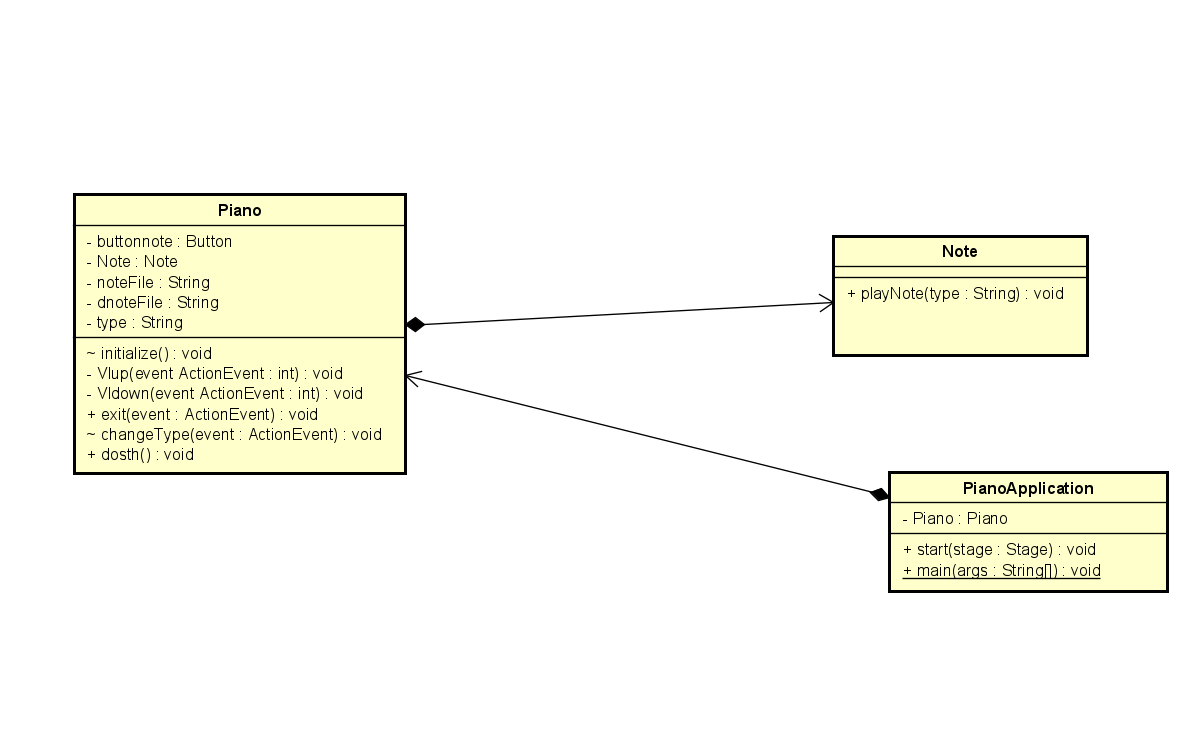 Piano
- buttonnote : Button
- Note : Note
- noteFile : String
- dnoteFile : String
- type : String
~ initialize() : void
- Vlup(event ActionEvent : int) : void
- Vldown(event ActionEvent : int) : void
+ exit(event : ActionEvent) : void
~ changeType(event : ActionEvent) : void
+ dosth() : void
Note
+ playNote(type : String) : void
PianoApplication
- Piano : Piano
+ start(stage : Stage) : void
+ main(args : String[]) : void